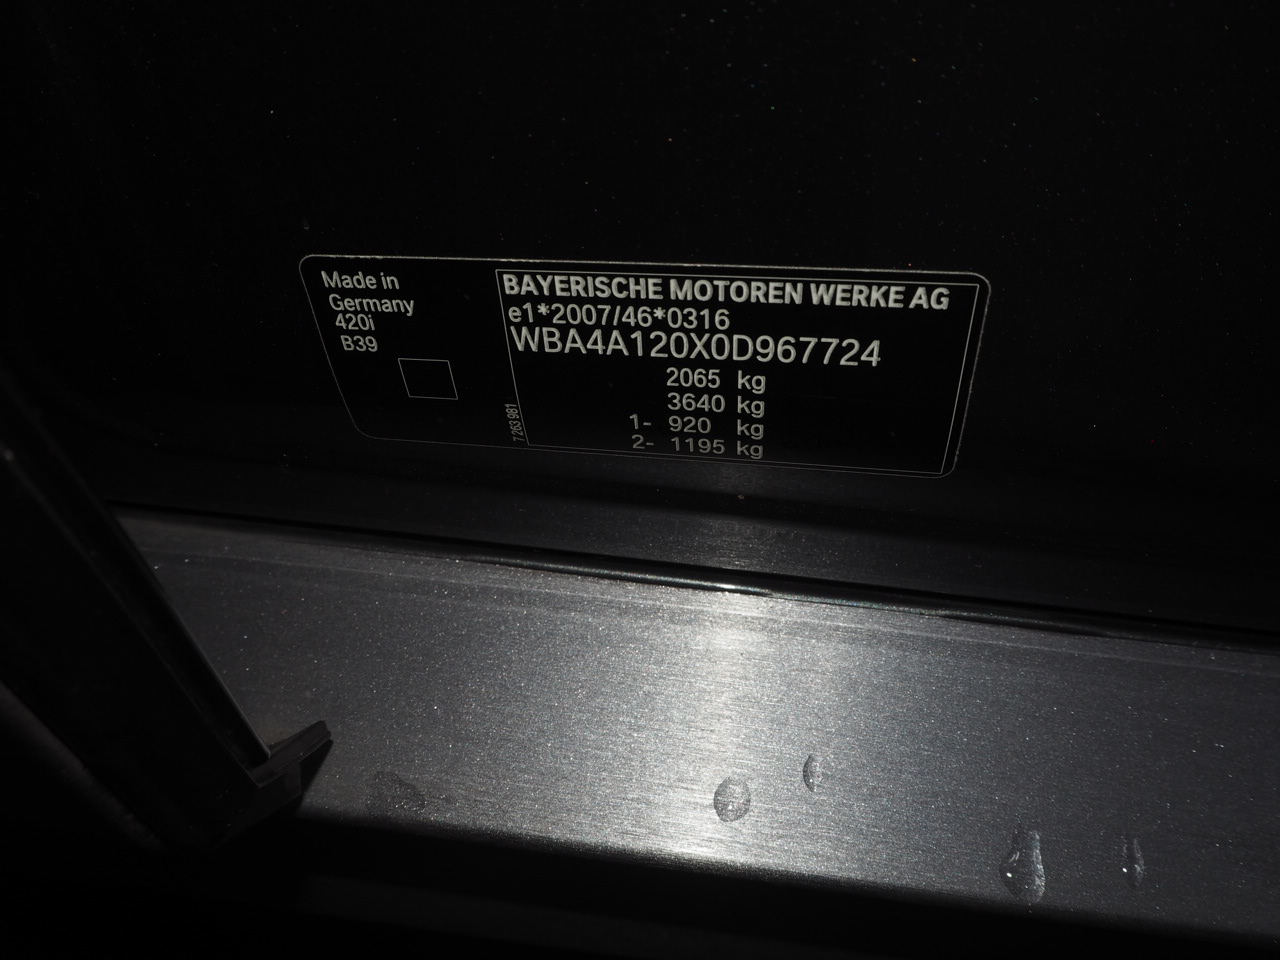 Made in
Germany
420i
B39
BAYERISCHE MOTOREN WERKE AG
e1*2007/46*0316
WBA4A120X0D967724
2065 kg
3640 kg
1- 920 kg
2- 1195 kg
7 263 981